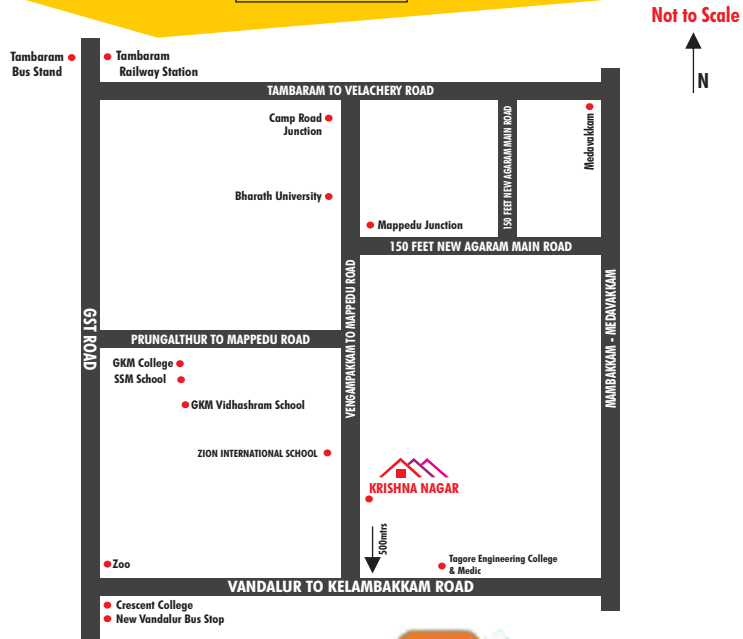 Not to Scale
N
Tambaram
Bus Stand
Tambaram
Railway Station
TAMBARAM TO VELACHERY ROAD
Camp Road
Junction
150 FEET NEW AGARAM MAIN ROAD
Medavakkam
Bharath University
Mappedu Junction
150 FEET NEW AGARAM MAIN ROAD
GST ROAD
VENGAMPAKKAM TO MAPPEDU ROAD
MAMBAKKAM - MEDAVAKKAM
PRUNGALTHUR TO MAPPEDU ROAD
GKM College
SSM School
GKM Vidhashram School
ZION INTERNATIONAL SCHOOL
KRISHNA NAGAR
500mtrs
Zoo
Tagore Engineering College
& Medic
VANDALUR TO KELAMBAKKAM ROAD
Crescent College
New Vandalur Bus Stop